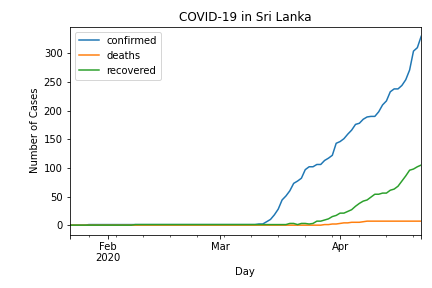 COVID-19 in Sri Lanka
confirmed
deaths
recovered
Number of Cases
300
250
200
150
100
50
0
Feb
2020
Mar
Apr
Day